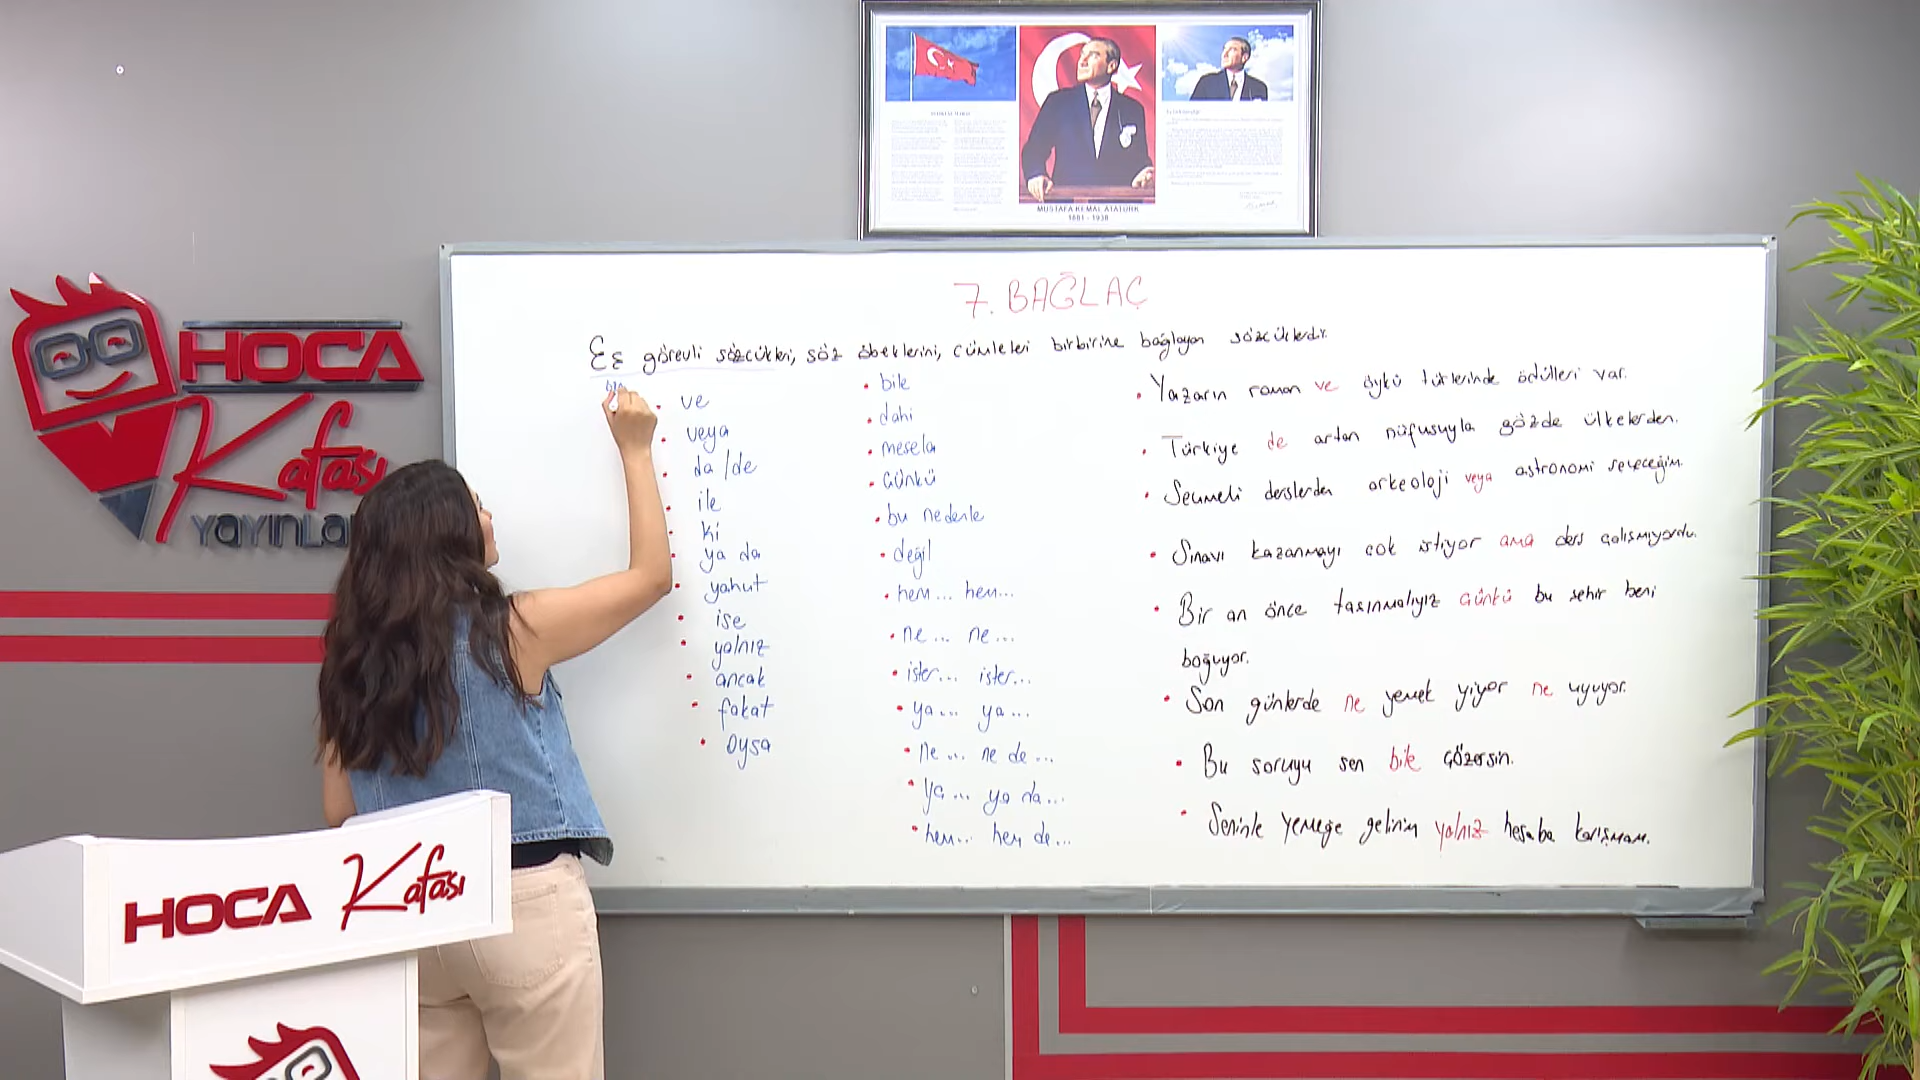 MUSTAFA KEMAL ATATÜRK
1881 - 1938
HOCA
Kafası
YAYINLA
7. BAĞLAÇ
Eş görevli sözcükleri, söz öbeklerini, cümleleri birbirine bağlayan sözcüklerdir.
• ve
• veya
• da / de
• ile
• ki
• ya da
• yahut
• ise
• yalnız
• ancak
• fakat
• oysa
• bile
• dahi
• mesela
• çünkü
• bu nedenle
• değil
• hem... hem...
• ne... ne...
• ister... ister...
• ya... ya...
• ne... ne de...
• ya... ya da...
• hem... hem de...
• Yazarın roman ve öykü türlerinde ödülleri var.
• Türkiye de artan nüfusuyla gözde ülkelerden.
• Seçmeli derslerden arkeoloji veya astronomi seçeceğim.
• Sınavı kazanmayı çok istiyor ama ders çalışmıyordu.
• Bir an önce taşınmalıyız çünkü bu şehir beni
boğuyor.
• Son günlerde ne yemek yiyor ne uyuyor.
• Bu soruyu sen bile çözersin.
• Seninle yemeğe gelirim yalnız hesaba karışmam.
HOCA Kafası